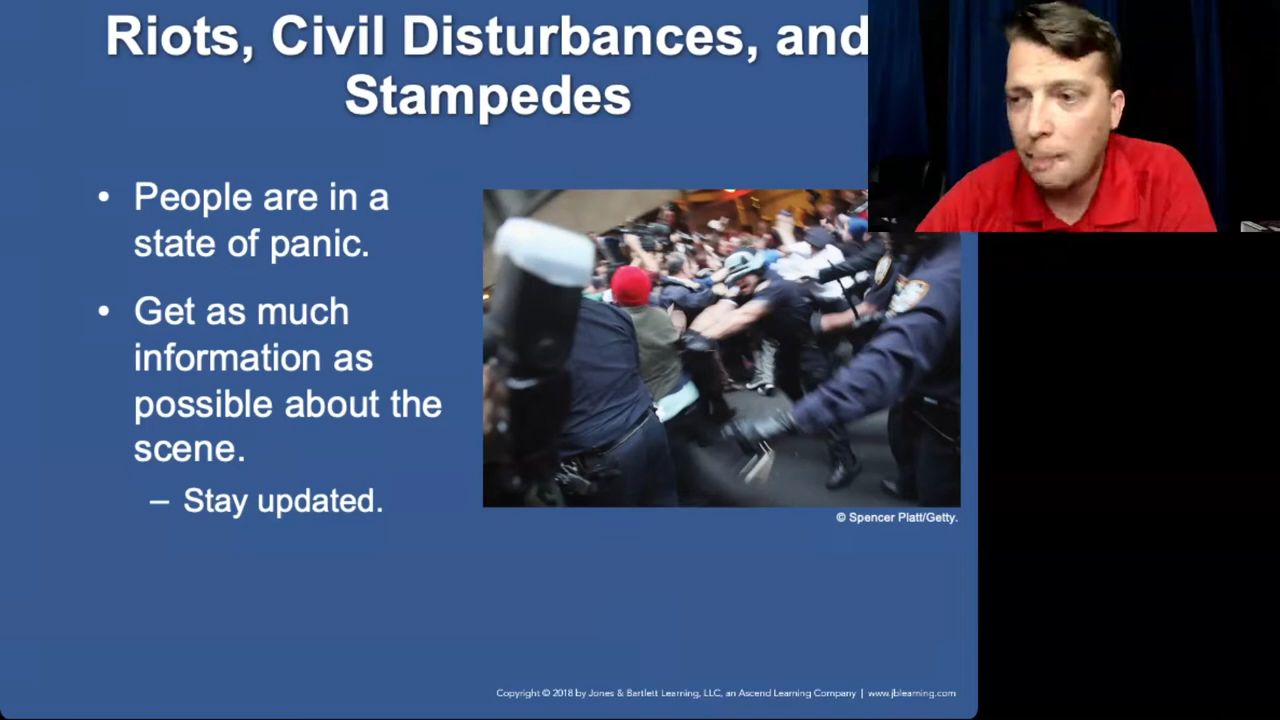 Riots, Civil Disturbances, and
Stampedes
• People are in a
state of panic.
• Get as much
information as
possible about the
scene.
– Stay updated.
© Spencer Platt/Getty.
Copyright © 2018 by Jones & Bartlett Learning, LLC, an Ascend Learning Company | www.jblearning.com